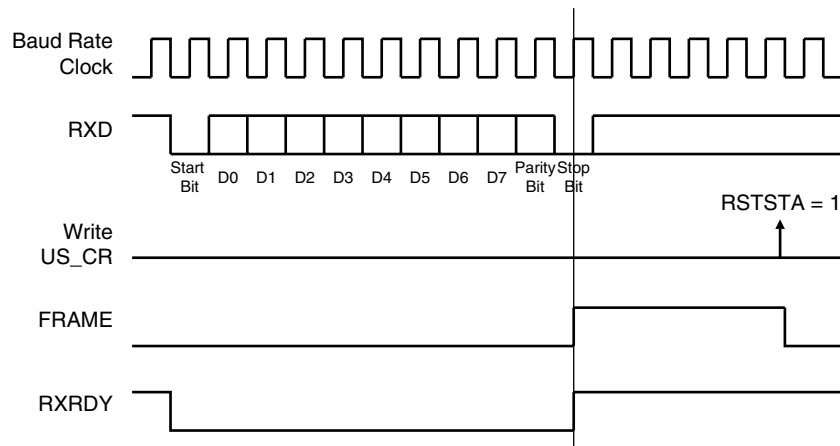 Baud Rate
Clock
RXD
Start
Bit
D0
D1
D2
D3
D4
D5
D6
D7
Parity
Bit
Stop
Bit
RSTSTA = 1
Write
US_CR
FRAME
RXRDY